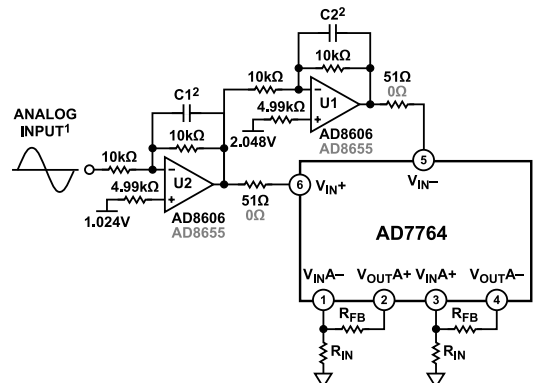 C2²
10kΩ
10kΩ
51Ω
0Ω
U1
4.99kΩ
2.048V
AD8606
AD8655
C1²
10kΩ
ANALOG
INPUT¹
10kΩ
U2
4.99kΩ
1.024V
AD8606
AD8655
51Ω
0Ω
6
VIN+
5
VIN–
AD7764
VINA– VOUTA+ VINA+ VOUTA–
1 2 3 4
RFB RFB
RIN RIN
– + – +